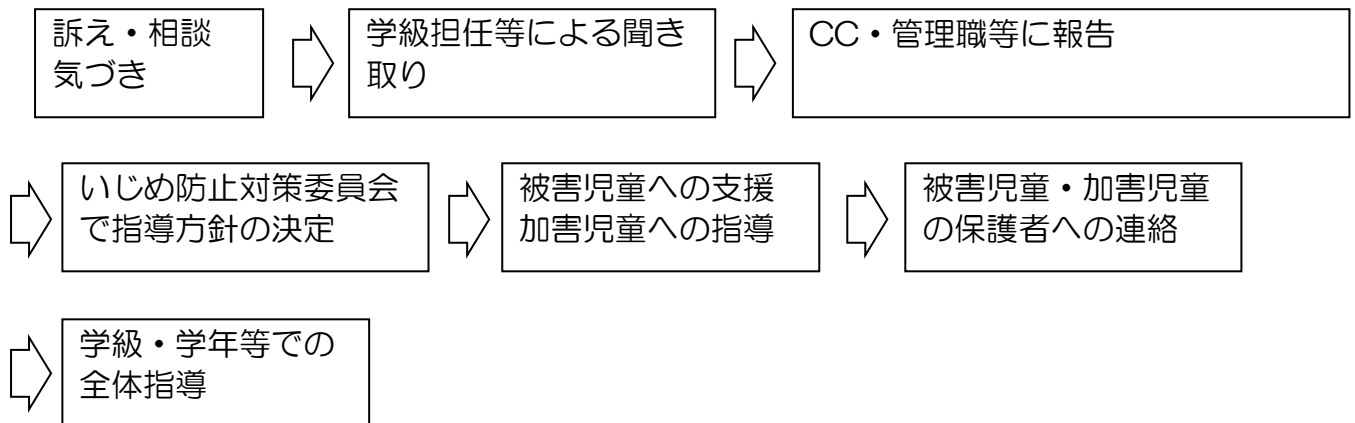 訴え・相談
気づき
学級担任等による聞き
取り
CC・管理職等に報告
いじめ防止対策委員会
で指導方針の決定
被害児童への支援
加害児童への指導
被害児童・加害児童
の保護者への連絡
学級・学年等での
全体指導